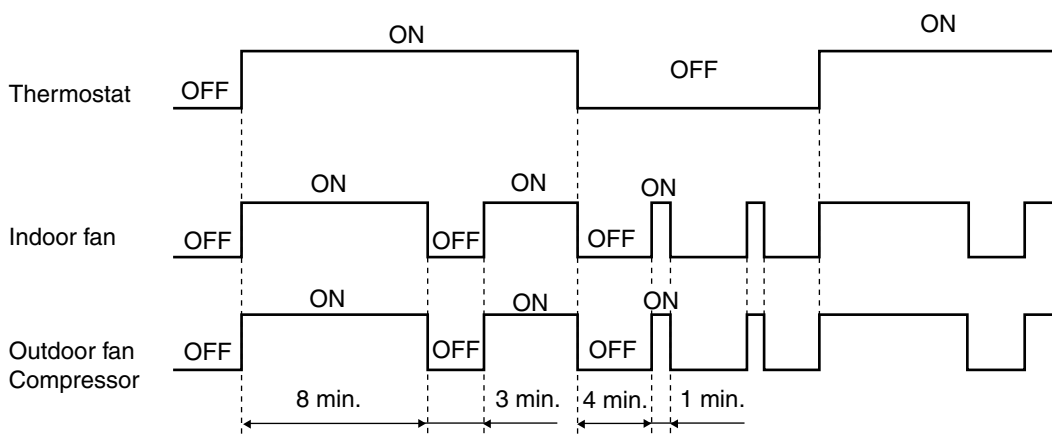 ON
ON
Thermostat
OFF
OFF
ON
ON
ON
Indoor fan
OFF
OFF
OFF
ON
ON
ON
Outdoor fan
Compressor
OFF
OFF
OFF
8 min.
3 min.
4 min.
1 min.